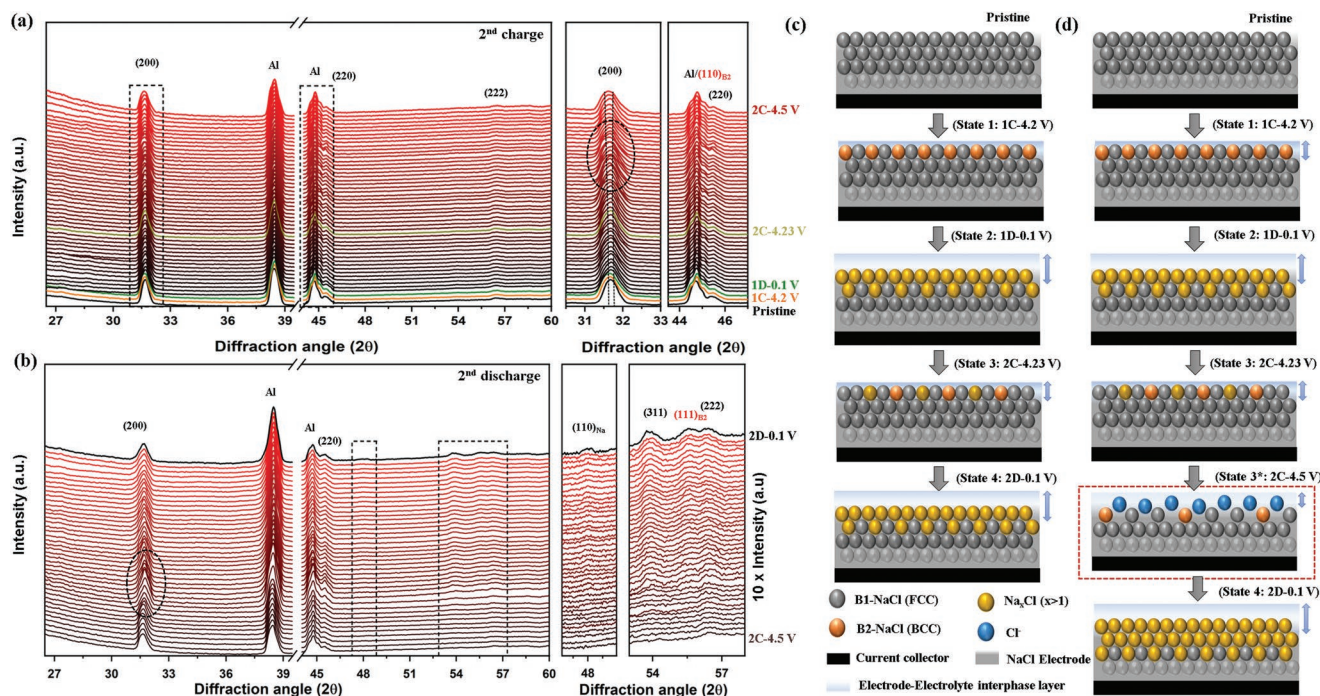 (a)
2nd charge
(200)
Al
Al
(220)
(222)
(200)
Al/(110)B2
(220)
2C-4.5 V
2C-4.23 V
1D-0.1 V
1C-4.2 V
Pristine
Intensity (a.u.)
27 31 35 39 45 48 51 54 57 60
31 32 33
44 46
Diffraction angle (2θ)
Diffraction angle (2θ)
(b)
2nd discharge
(200)
Al
Al
(220)
(110)Na
(311)
(111)B2
(222)
2D-0.1 V
2C-4.5 V
Intensity (a.u.)
10 x Intensity (a.u)
27 31 35 39 45 48 51 54 57 60
48
54 57
Diffraction angle (2θ)
Diffraction angle (2θ)
(c)
Pristine
(State 1: 1C-4.2 V)
(State 2: 1D-0.1 V)
(State 3: 2C-4.23 V)
(State 4: 2D-0.1 V)
(d)
Pristine
(State 1: 1C-4.2 V)
(State 2: 1D-0.1 V)
(State 3: 2C-4.23 V)
(State 3*: 2C-4.5 V)
(State 4: 2D-0.1 V)
B1-NaCl (FCC)
NaxCl (x>1)
B2-NaCl (BCC)
Cl-
Current collector
NaCl Electrode
Electrode-Electrolyte interphase layer